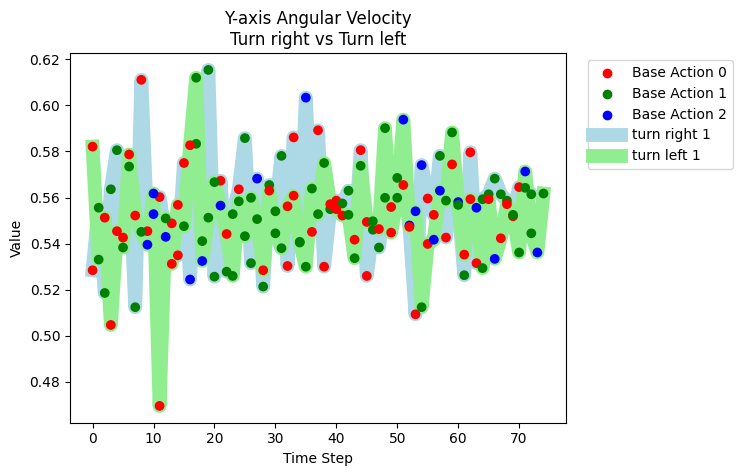 Y-axis Angular Velocity
Turn right vs Turn left
0.62
0.60
0.58
0.56
0.54
0.52
0.50
0.48
Value
0
10
20
30
40
50
60
70
Time Step
Base Action 0
Base Action 1
Base Action 2
turn right 1
turn left 1